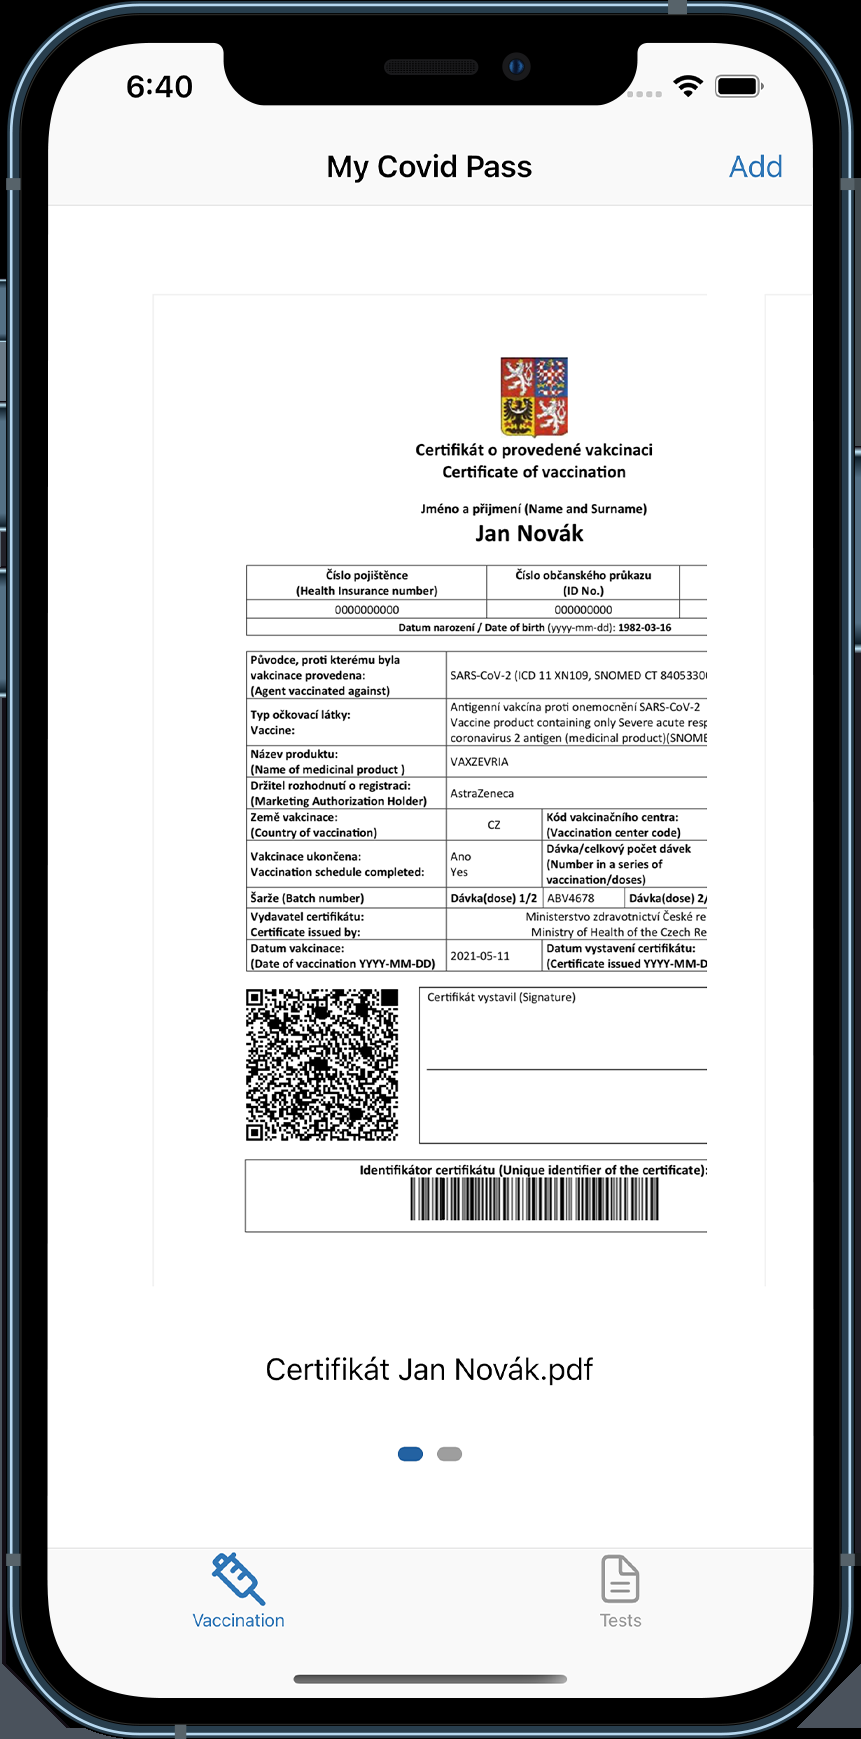 6:40
My Covid Pass
Add
Certifikát o provedené vakcinaci
Certificate of vaccination
Jméno a přijmení (Name and Surname)
Jan Novák
Číslo pojištěnce
(Health Insurance number)
Číslo občanského průkazu
(ID No.)
0000000000
000000000
Datum narození / Date of birth (yyyy-mm-dd): 1982-03-16
Původce, proti kterému byla
vakcinace provedena:
(Agent vaccinated against)
SARS-CoV-2 (ICD 11 XN109, SNOMED CT 8405330
Typ očkovací látky:
Vaccine:
Antigenní vakcína proti onemocnění SARS-CoV-2
Vaccine product containing only Severe acute resp
coronavirus 2 antigen (medicinal product)(SNOME
Název produktu:
(Name of medicinal product )
VAXZEVRIA
Držitel rozhodnutí o registraci:
(Marketing Authorization Holder)
AstraZeneca
Země vakcinace:
(Country of vaccination)
CZ
Kód vakcinačního centra:
(Vaccination center code)
Vakcinace ukončena:
Vaccination schedule completed:
Ano
Yes
Dávka/celkový počet dávek
(Number in a series of
vaccination/doses)
Šarže (Batch number)
Dávka(dose) 1/2
ABV4678
Dávka(dose) 2/
Vydavatel certifikátu:
Certificate issued by:
Ministerstvo zdravotnictví České re
Ministry of Health of the Czech Re
Datum vakcinace:
(Date of vaccination YYYY-MM-DD)
2021-05-11
Datum vystavení certifikátu:
(Certificate issued YYYY-MM-D
Certifikát vystavil (Signature)
Identifikátor certifikátu (Unique identifier of the certificate):
Certifikát Jan Novák.pdf
Vaccination
Tests